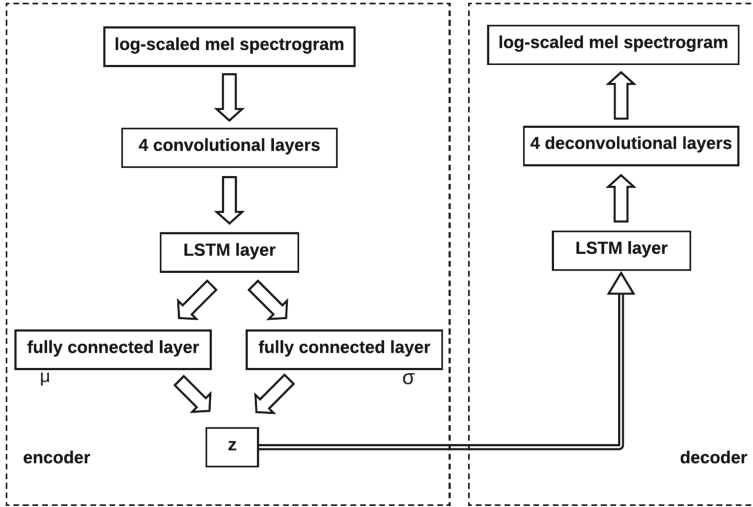 log-scaled mel spectrogram
4 convolutional layers
LSTM layer
fully connected layer
μ
fully connected layer
σ
z
encoder
log-scaled mel spectrogram
4 deconvolutional layers
LSTM layer
decoder